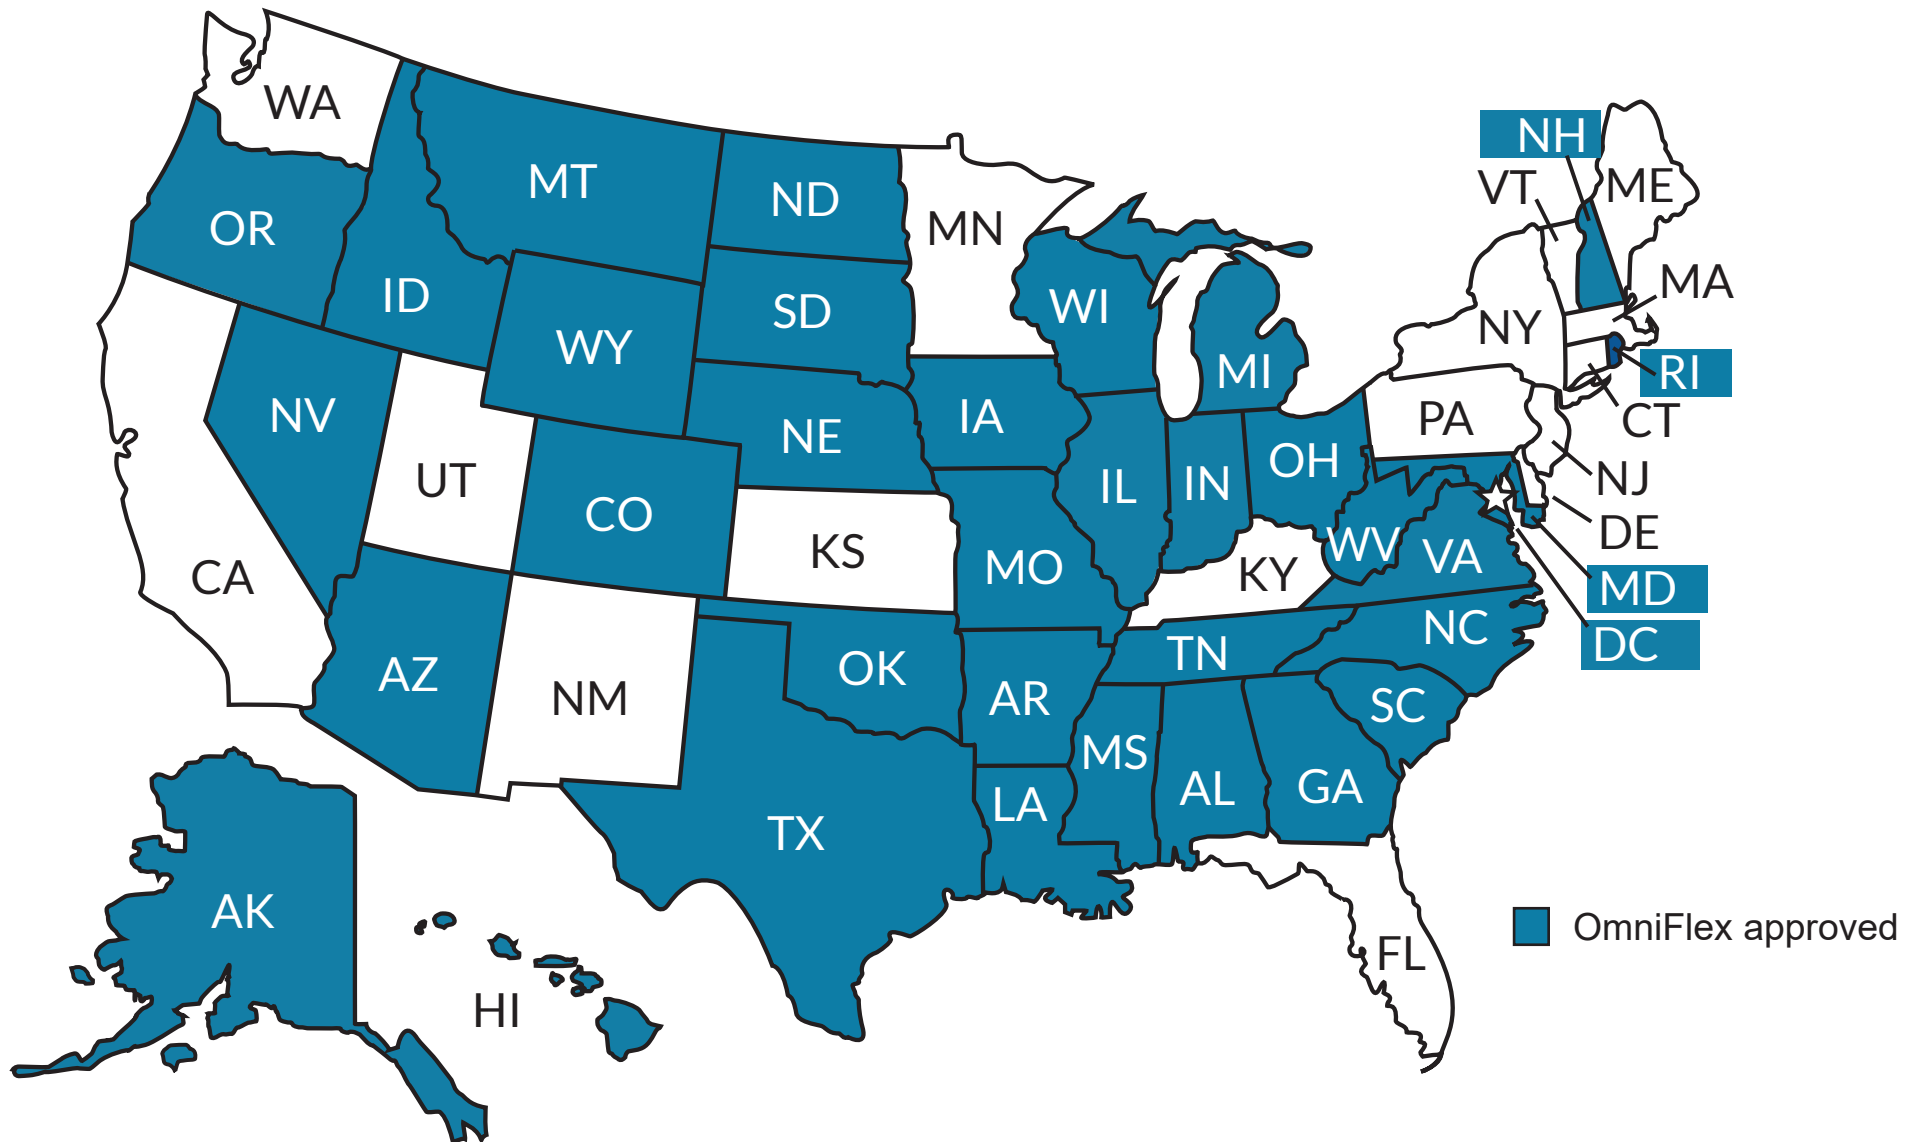 WA
MT
ND
MN
OR
ID
WY
SD
WI
MI
NH
VT
ME
MA
NY
RI
CT
PA
NJ
DE
MD
DC
NV
UT
CO
NE
IA
IL
IN
OH
WV
VA
KY
KS
MO
CA
AZ
NM
OK
AR
TN
NC
SC
TX
LA
MS
AL
GA
FL
AK
HI
OmniFlex approved